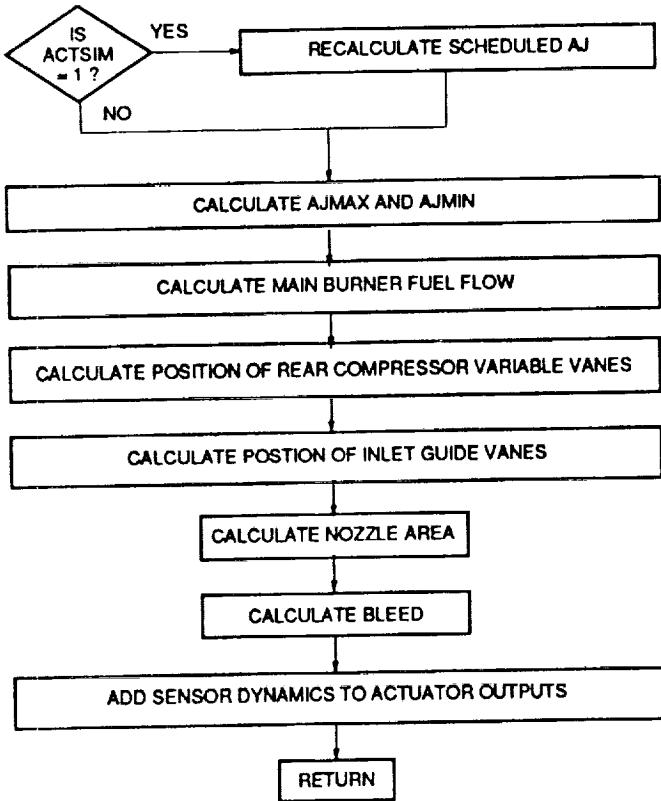 IS
ACTSIM
= 1 ?
YES
RECALCULATE SCHEDULED AJ
NO
CALCULATE AJMAX AND AJMIN
CALCULATE MAIN BURNER FUEL FLOW
CALCULATE POSITION OF REAR COMPRESSOR VARIABLE VANES
CALCULATE POSTION OF INLET GUIDE VANES
CALCULATE NOZZLE AREA
CALCULATE BLEED
ADD SENSOR DYNAMICS TO ACTUATOR OUTPUTS
RETURN